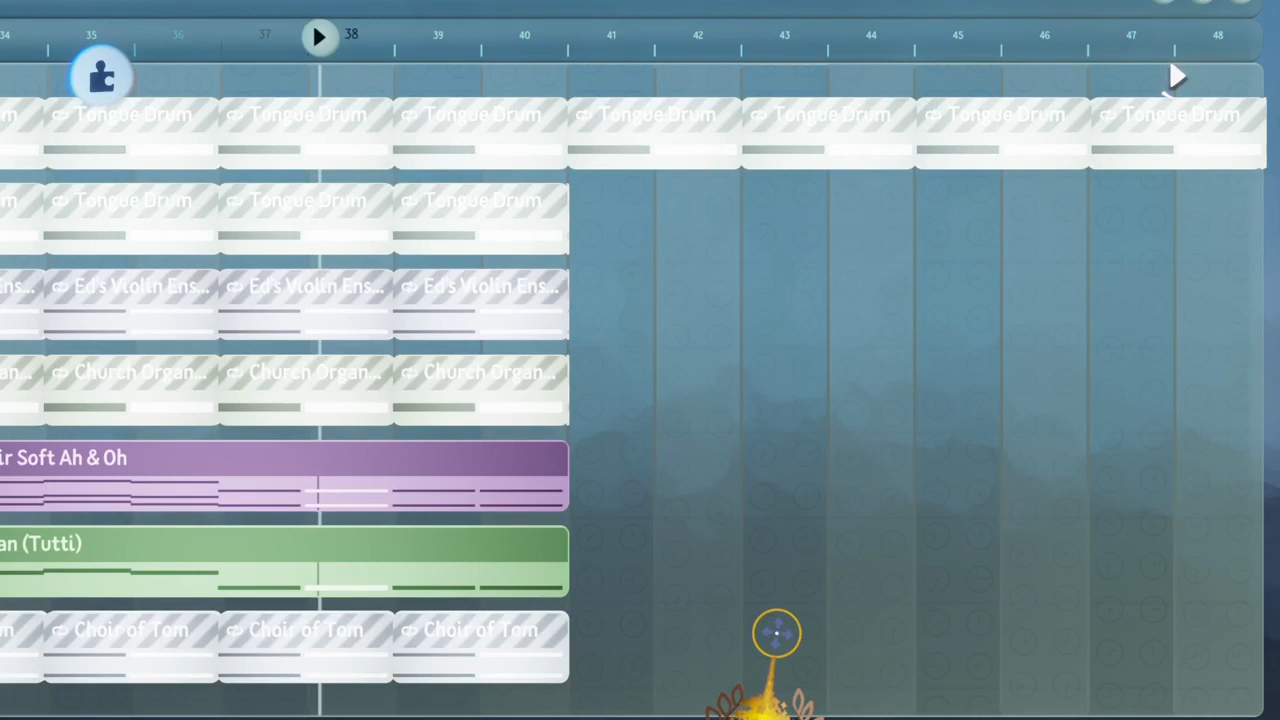 34 35 36 37 38 39 40 41 42 43 44 45 46 47 48
m Tongue Drum Tongue Drum Tongue Drum Tongue Drum Tongue Drum Tongue Drum Tongue Drum
m Tongue Drum Tongue Drum Tongue Drum
Ens... Ed's Violin Ens... Ed's Violin Ens... Ed's Violin Ens...
an... Church Organ... Church Organ... Church Organ...
ir Soft Ah & Oh
an (Tutti)
m Choir of Tom Choir of Tom Choir of Tom